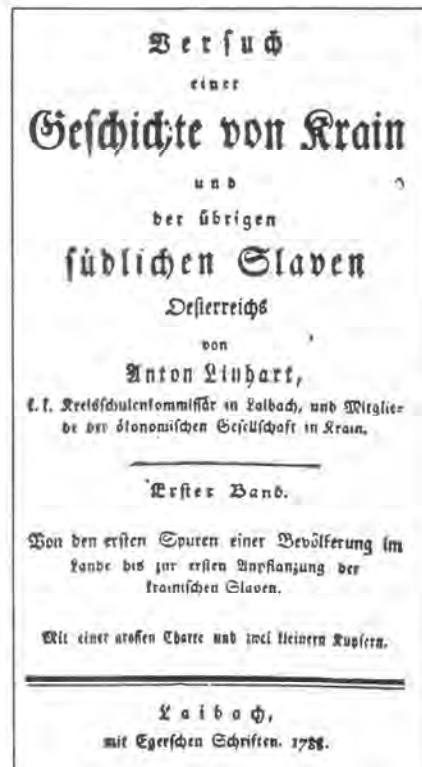 Versuch
einer
Geschichte von Krain
und
der übrigen
südlichen Slaven
Oesterreichs
von
Anton Linhart,
k. k. Kreisschulenkommissär in Laibach, und Mitglie-
de der ökonomischen Gesellschaft in Krain.
Erster Band.
Von den ersten Spuren einer Bevölkerung im
Lande bis zur ersten Anpflanzung der
krainischen Slaven.
Mit einer grossen Charte und zwei kleinern Kupfern.
Laibach,
mit Egerschen Schriften. 1788.